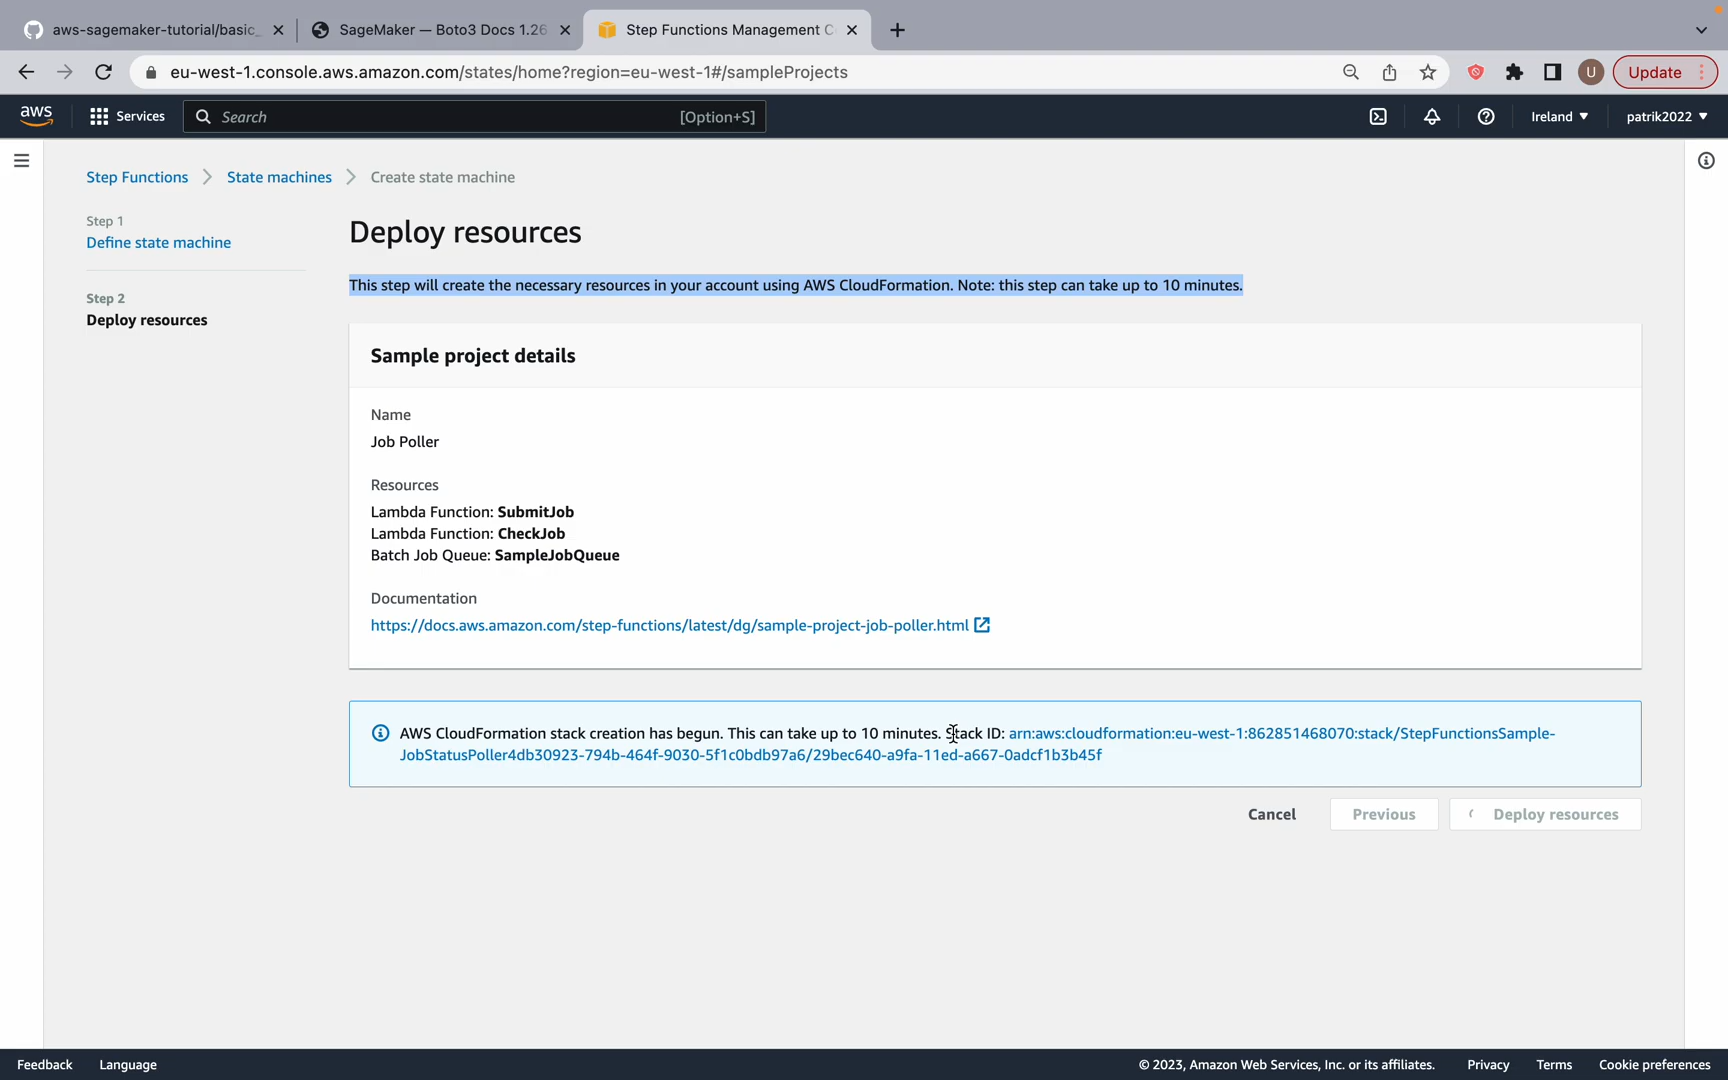 aws-sagemaker-tutorial/basic_
SageMaker — Boto3 Docs 1.26
Step Functions Management C
eu-west-1.console.aws.amazon.com/states/home?region=eu-west-1#/sampleProjects
U
Update
aws
Services
Search
[Option+S]
Ireland
patrik2022
Step Functions
State machines
Create state machine
Step 1
Define state machine
Step 2
Deploy resources
Deploy resources
This step will create the necessary resources in your account using AWS CloudFormation. Note: this step can take up to 10 minutes.
Sample project details
Name
Job Poller
Resources
Lambda Function: SubmitJob
Lambda Function: CheckJob
Batch Job Queue: SampleJobQueue
Documentation
https://docs.aws.amazon.com/step-functions/latest/dg/sample-project-job-poller.html
AWS CloudFormation stack creation has begun. This can take up to 10 minutes. Stack ID: arn:aws:cloudformation:eu-west-1:862851468070:stack/StepFunctionsSample-
JobStatusPoller4db30923-794b-464f-9030-5f1c0bdb97a6/29bec640-a9fa-11ed-a667-0adcf1b3b45f
Cancel
Previous
Deploy resources
Feedback
Language
© 2023, Amazon Web Services, Inc. or its affiliates.
Privacy
Terms
Cookie preferences